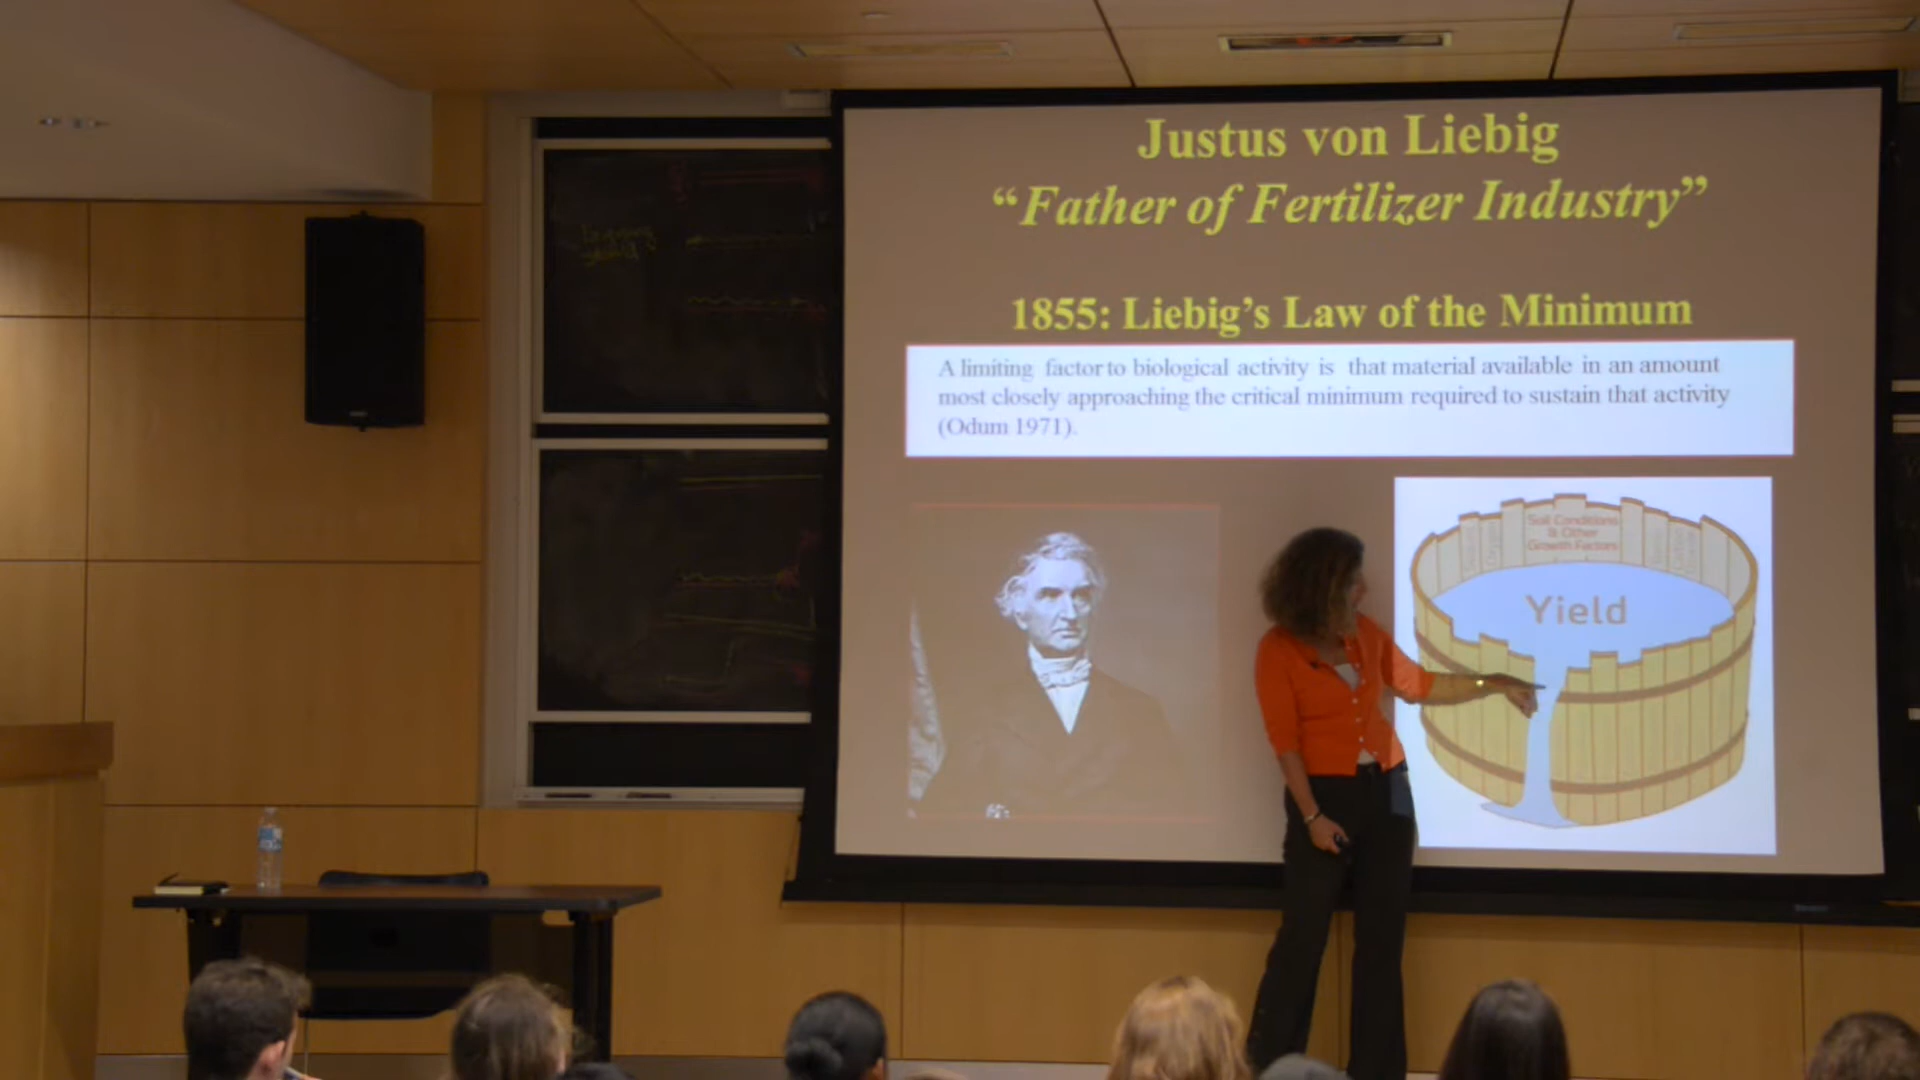 Justus von Liebig
“Father of Fertilizer Industry”
1855: Liebig’s Law of the Minimum
A limiting factor to biological activity is that material available in an amount
most closely approaching the critical minimum required to sustain that activity
(Odum 1971).
Soil Conditions
& Other
Growth Factors
Yield